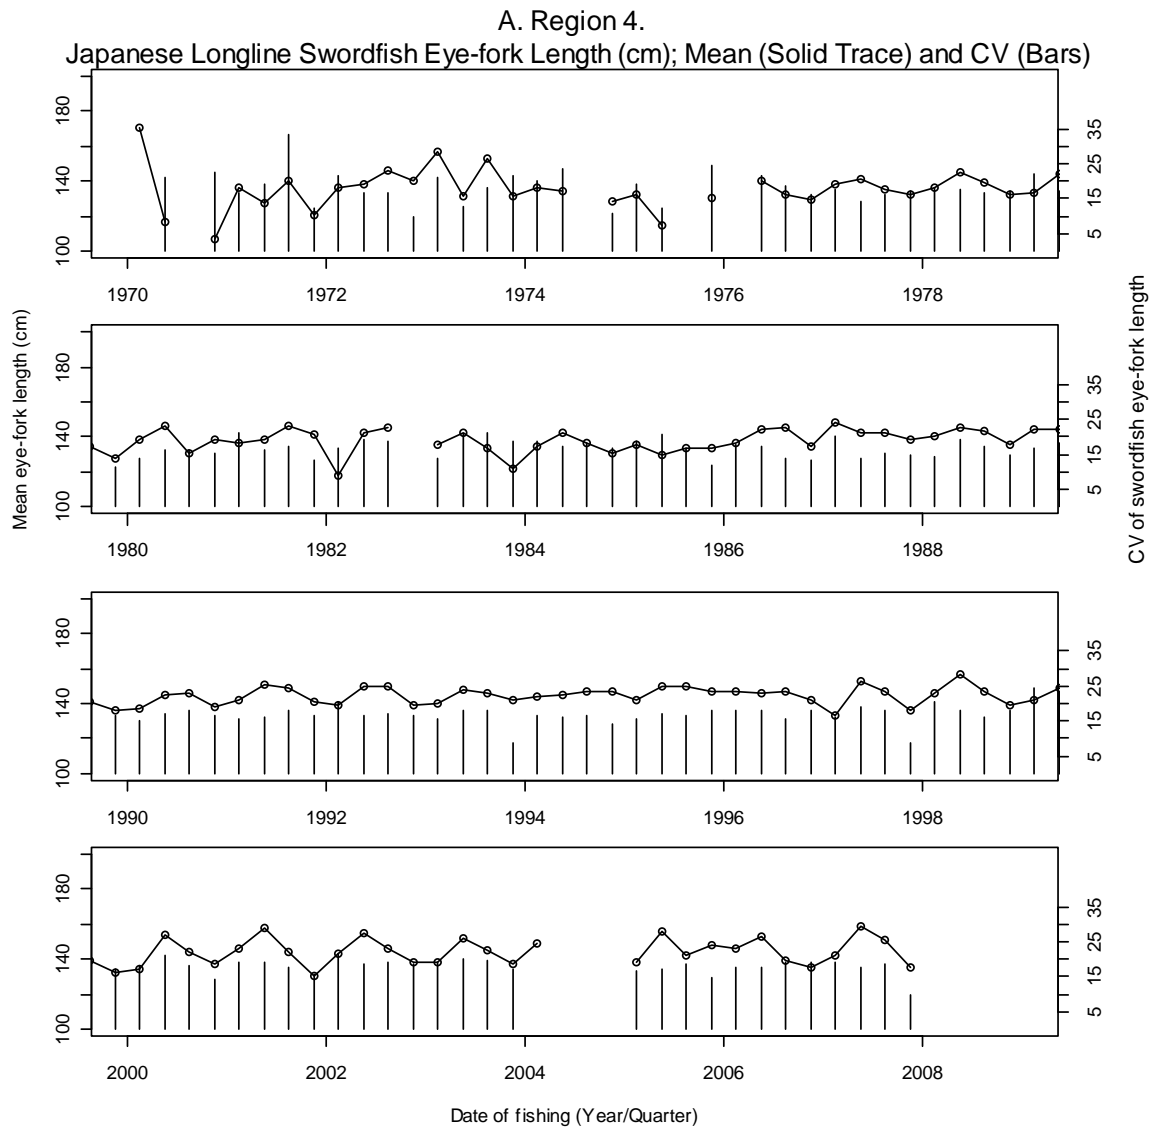 A. Region 4.
Japanese Longline Swordfish Eye-fork Length (cm); Mean (Solid Trace) and CV (Bars)
Mean eye-fork length (cm)
CV of swordfish eye-fork length
100 140 180
5 15 25 35
1970 1972 1974 1976 1978
100 140 180
5 15 25 35
1980 1982 1984 1986 1988
100 140 180
5 15 25 35
1990 1992 1994 1996 1998
100 140 180
5 15 25 35
2000 2002 2004 2006 2008
Date of fishing (Year/Quarter)